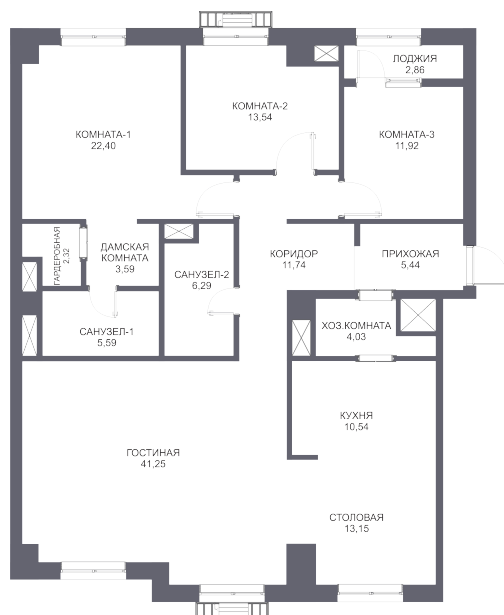 ЛОДЖИЯ
2,86
КОМНАТА-2
13,54
КОМНАТА-1
22,40
КОМНАТА-3
11,92
ГАРДЕРОБНАЯ
2,32
ДАМСКАЯ
КОМНАТА
3,59
САНУЗЕЛ-2
6,29
КОРИДОР
11,74
ПРИХОЖАЯ
5,44
САНУЗЕЛ-1
5,59
ХОЗ.КОМНАТА
4,03
КУХНЯ
10,54
ГОСТИНАЯ
41,25
СТОЛОВАЯ
13,15